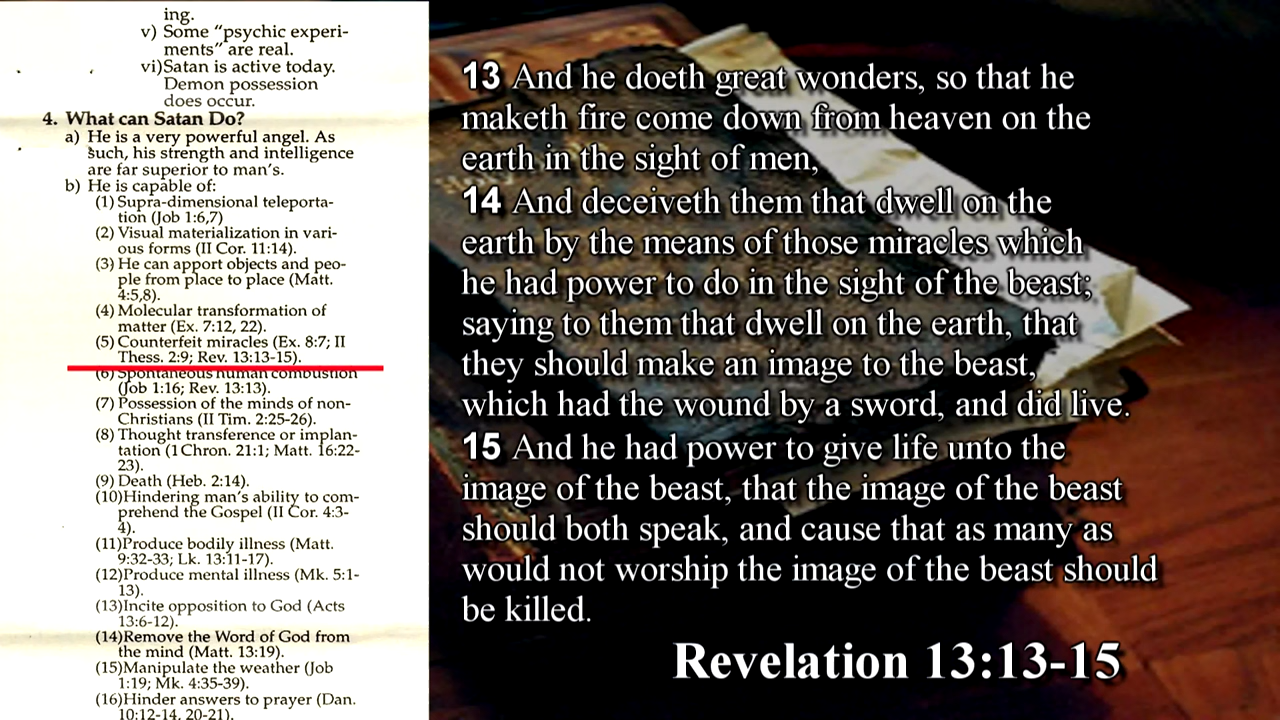 ing.
v) Some “psychic experi-
ments” are real.
vi)Satan is active today.
Demon possession
does occur.
4. What can Satan Do?
a) He is a very powerful angel. As
such, his strength and intelligence
are far superior to man's.
b) He is capable of:
(1) Supra-dimensional teleporta-
tion (Job 1:6,7)
(2) Visual materialization in vari-
ous forms (II Cor. 11:14).
(3) He can apport objects and peo-
ple from place to place (Matt.
4:5,8).
(4) Molecular transformation of
matter (Ex. 7:12, 22).
(5) Counterfeit miracles (Ex. 8:7; II
Thess. 2:9; Rev. 13:13-15).
(6) Spontaneous human combustion
(Job 1:16; Rev. 13:13).
(7) Possession of the minds of non-
Christians (II Tim. 2:25-26).
(8) Thought transference or implan-
tation (1 Chron. 21:1; Matt. 16:22-
23).
(9) Death (Heb. 2:14).
(10)Hindering man's ability to com-
prehend the Gospel (II Cor. 4:3-
4).
(11)Produce bodily illness (Matt.
9:32-33; Lk. 13:11-17).
(12)Produce mental illness (Mk. 5:1-
13).
(13)Incite opposition to God (Acts
13:6-12).
(14)Remove the Word of God from
the mind (Matt. 13:19).
(15)Manipulate the weather (Job
1:19; Mk. 4:35-39).
(16)Hinder answers to prayer (Dan.
10:12-14, 20-21).
13 And he doeth great wonders, so that he
maketh fire come down from heaven on the
earth in the sight of men,
14 And deceiveth them that dwell on the
earth by the means of those miracles which
he had power to do in the sight of the beast;
saying to them that dwell on the earth, that
they should make an image to the beast,
which had the wound by a sword, and did live.
15 And he had power to give life unto the
image of the beast, that the image of the beast
should both speak, and cause that as many as
would not worship the image of the beast should
be killed.
Revelation 13:13-15